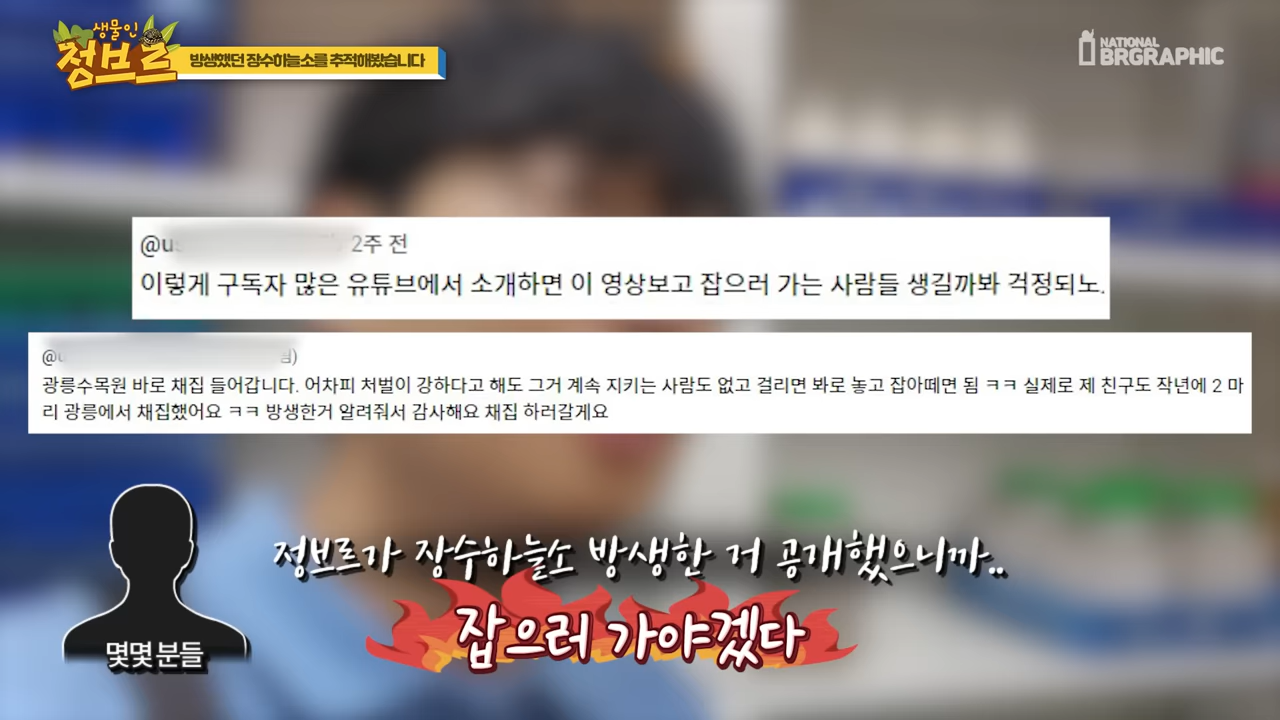 생물인
정브르
방생했던 장수하늘소를 추적해봤습니다
NATIONAL
BRGRAPHIC
@us 2주 전
이렇게 구독자 많은 유튜브에서 소개하면 이 영상보고 잡으러 가는 사람들 생길까봐 걱정되노.
@u 님)
광릉수목원 바로 채집 들어갑니다. 어차피 처벌이 강하다고 해도 그거 계속 지키는 사람도 없고 걸리면 봐로 놓고 잡아떼면 됨 ㅋㅋ 실제로 제 친구도 작년에 2 마
리 광릉에서 채집했어요 ㅋㅋ 방생한거 알려줘서 감사해요 채집 하러갈게요
정브르가 장수하늘소 방생한 거 공개했으니까..
잡으러 가야겠다
몇몇 분들